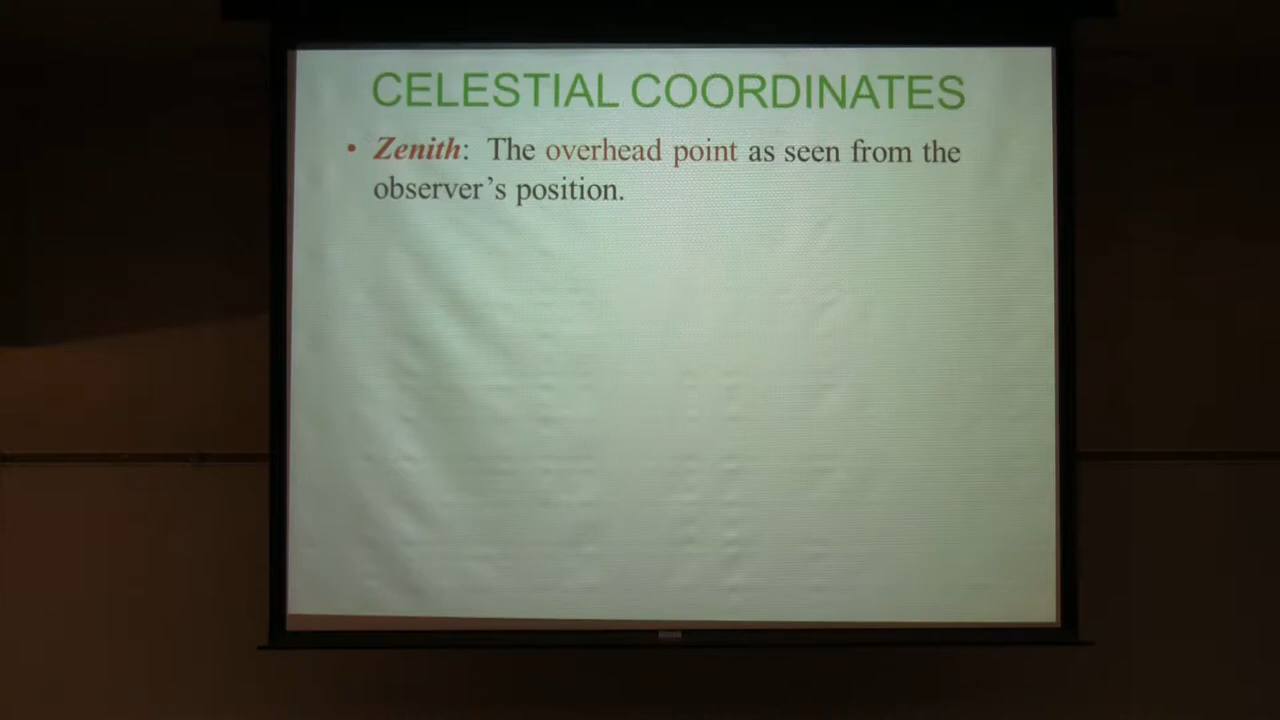 CELESTIAL COORDINATES
• Zenith: The overhead point as seen from the
observer’s position.